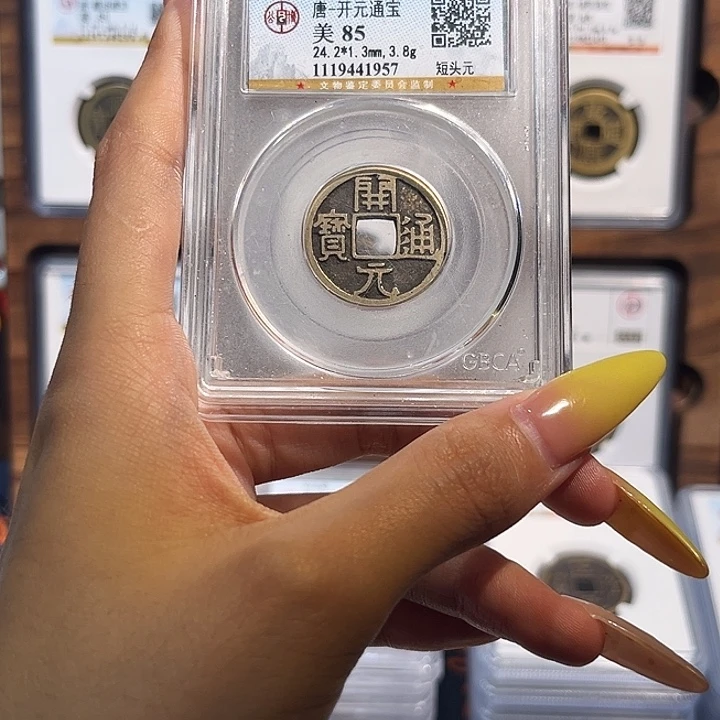 唐-开元通宝
美 85
24.2*1.3mm,3.8g
1119441957
短头元
文物鉴定委员会监制
開
元
通
寶
GBCA